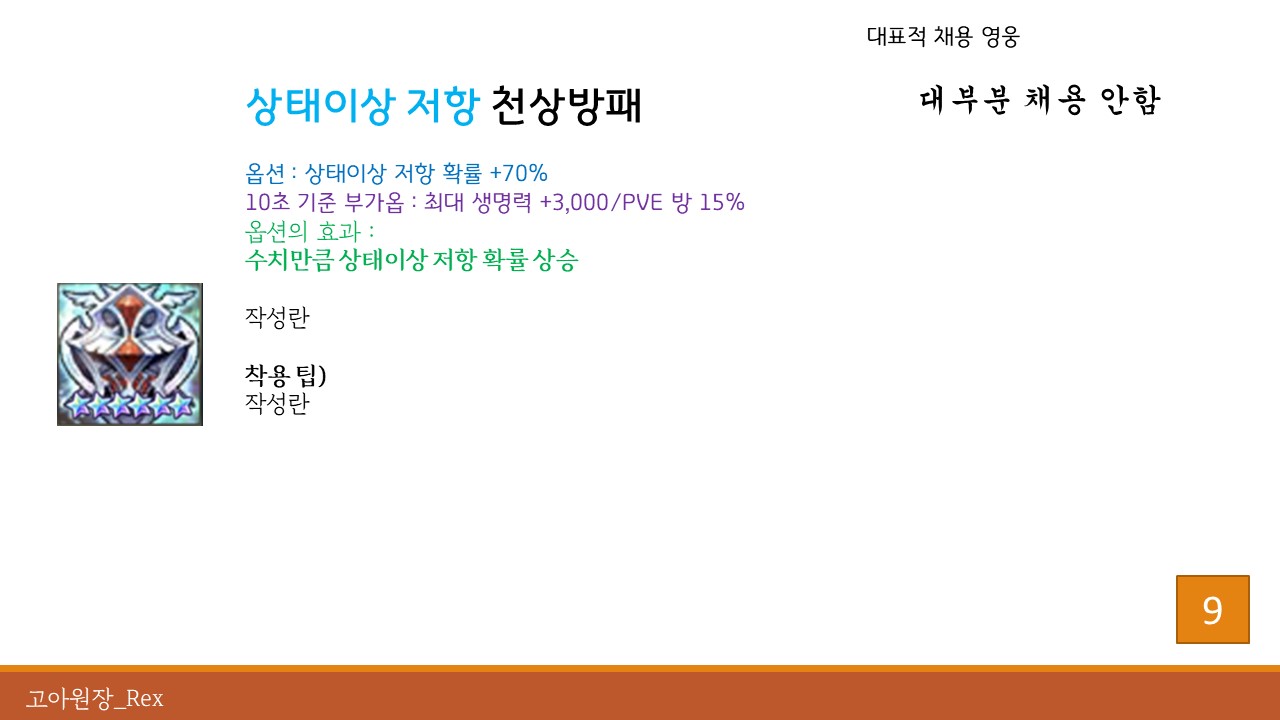 대표적 채용 영웅
상태이상 저항 천상방패
대부분 채용 안함
옵션 : 상태이상 저항 확률 +70%
10초 기준 부가옵 : 최대 생명력 +3,000/PVE 방 15%
옵션의 효과 :
수치만큼 상태이상 저항 확률 상승
작성란
착용 팁)
작성란
9
고아원장_Rex